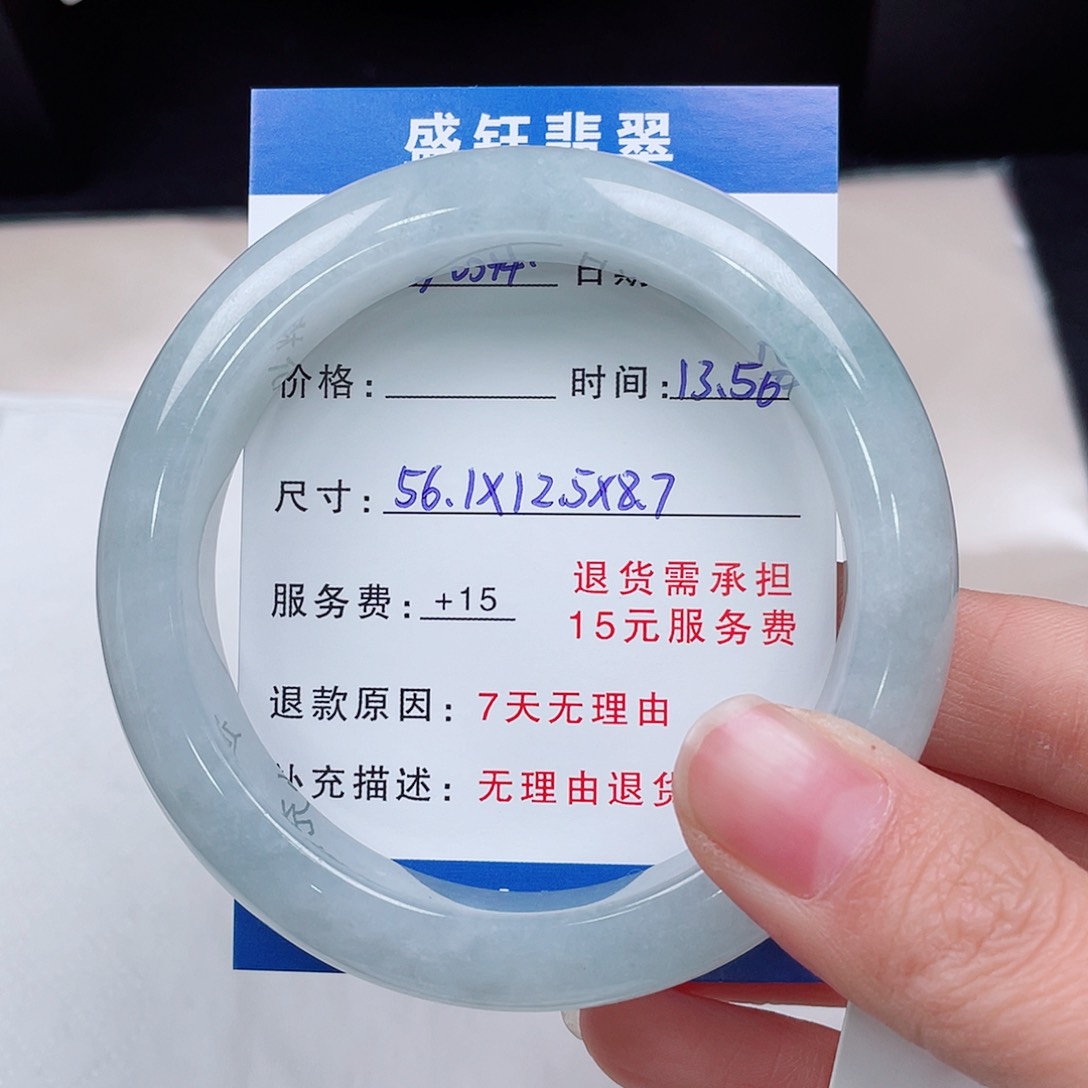 盛钰翡翠
日期
价格: 时间:13.56
尺寸: 56.1X12.5X8.7
服务费: +15
退货需承担
15元服务费
退款原因: 7天无理由
补充描述: 无理由退货